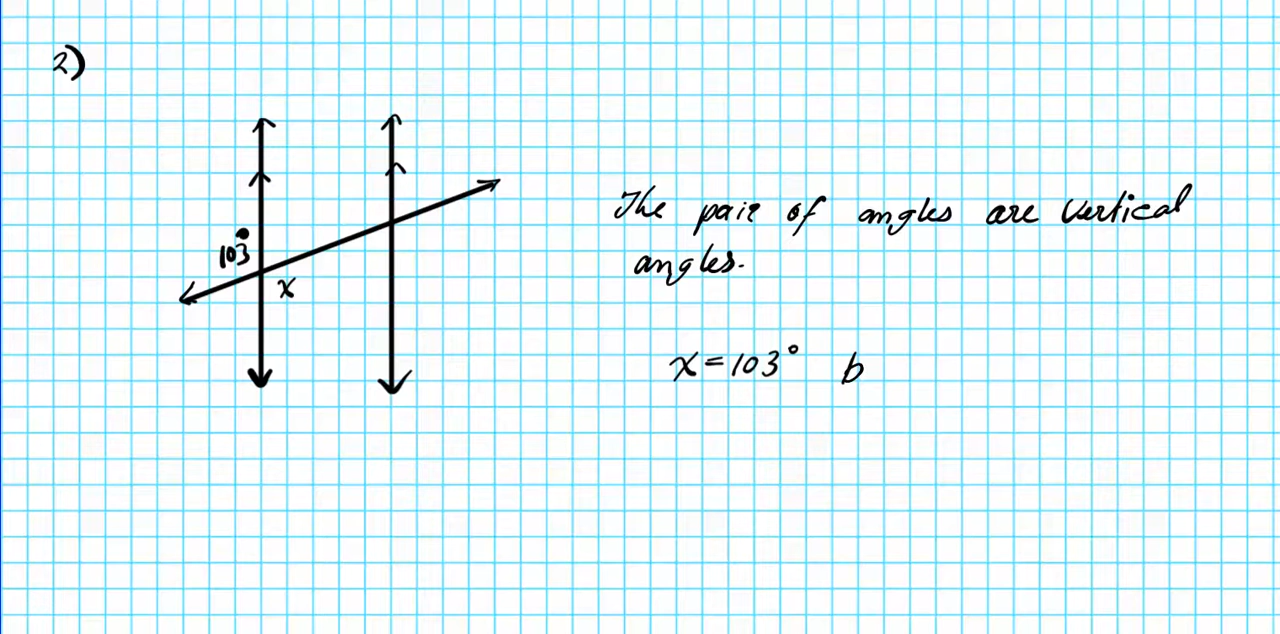 2)
103°
x
The pair of angles are vertical
angles.
x = 103° b